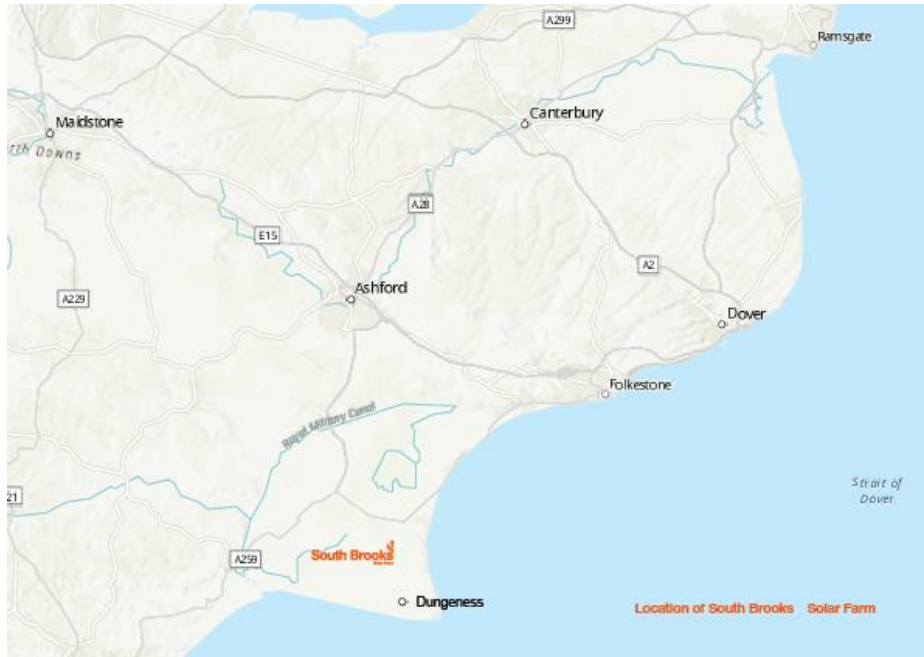 A299
Ramsgate
Canterbury
Maidstone
rth Downs
A28
E15
A2
A229
Ashford
Dover
Folkestone
Royal Military Canal
Strait of
Dover
21
A259
South Brooks
Dungeness
Location of South Brooks Solar Farm